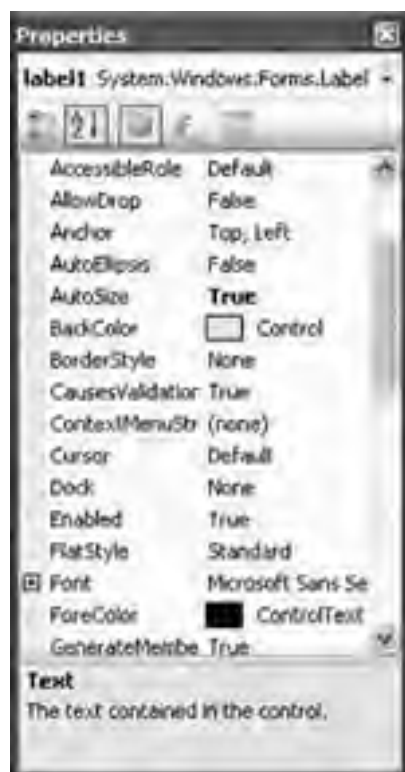 Properties
label1 System.Windows.Forms.Label
AccessibleRole Default
AllowDrop False
Anchor Top, Left
AutoEllipsis False
AutoSize True
BackColor Control
BorderStyle None
CausesValidation True
ContextMenuStr (none)
Cursor Default
Dock None
Enabled True
FlatStyle Standard
Font Microsoft Sans Se
ForeColor ControlText
GenerateMembe True
Text
The text contained in the control.